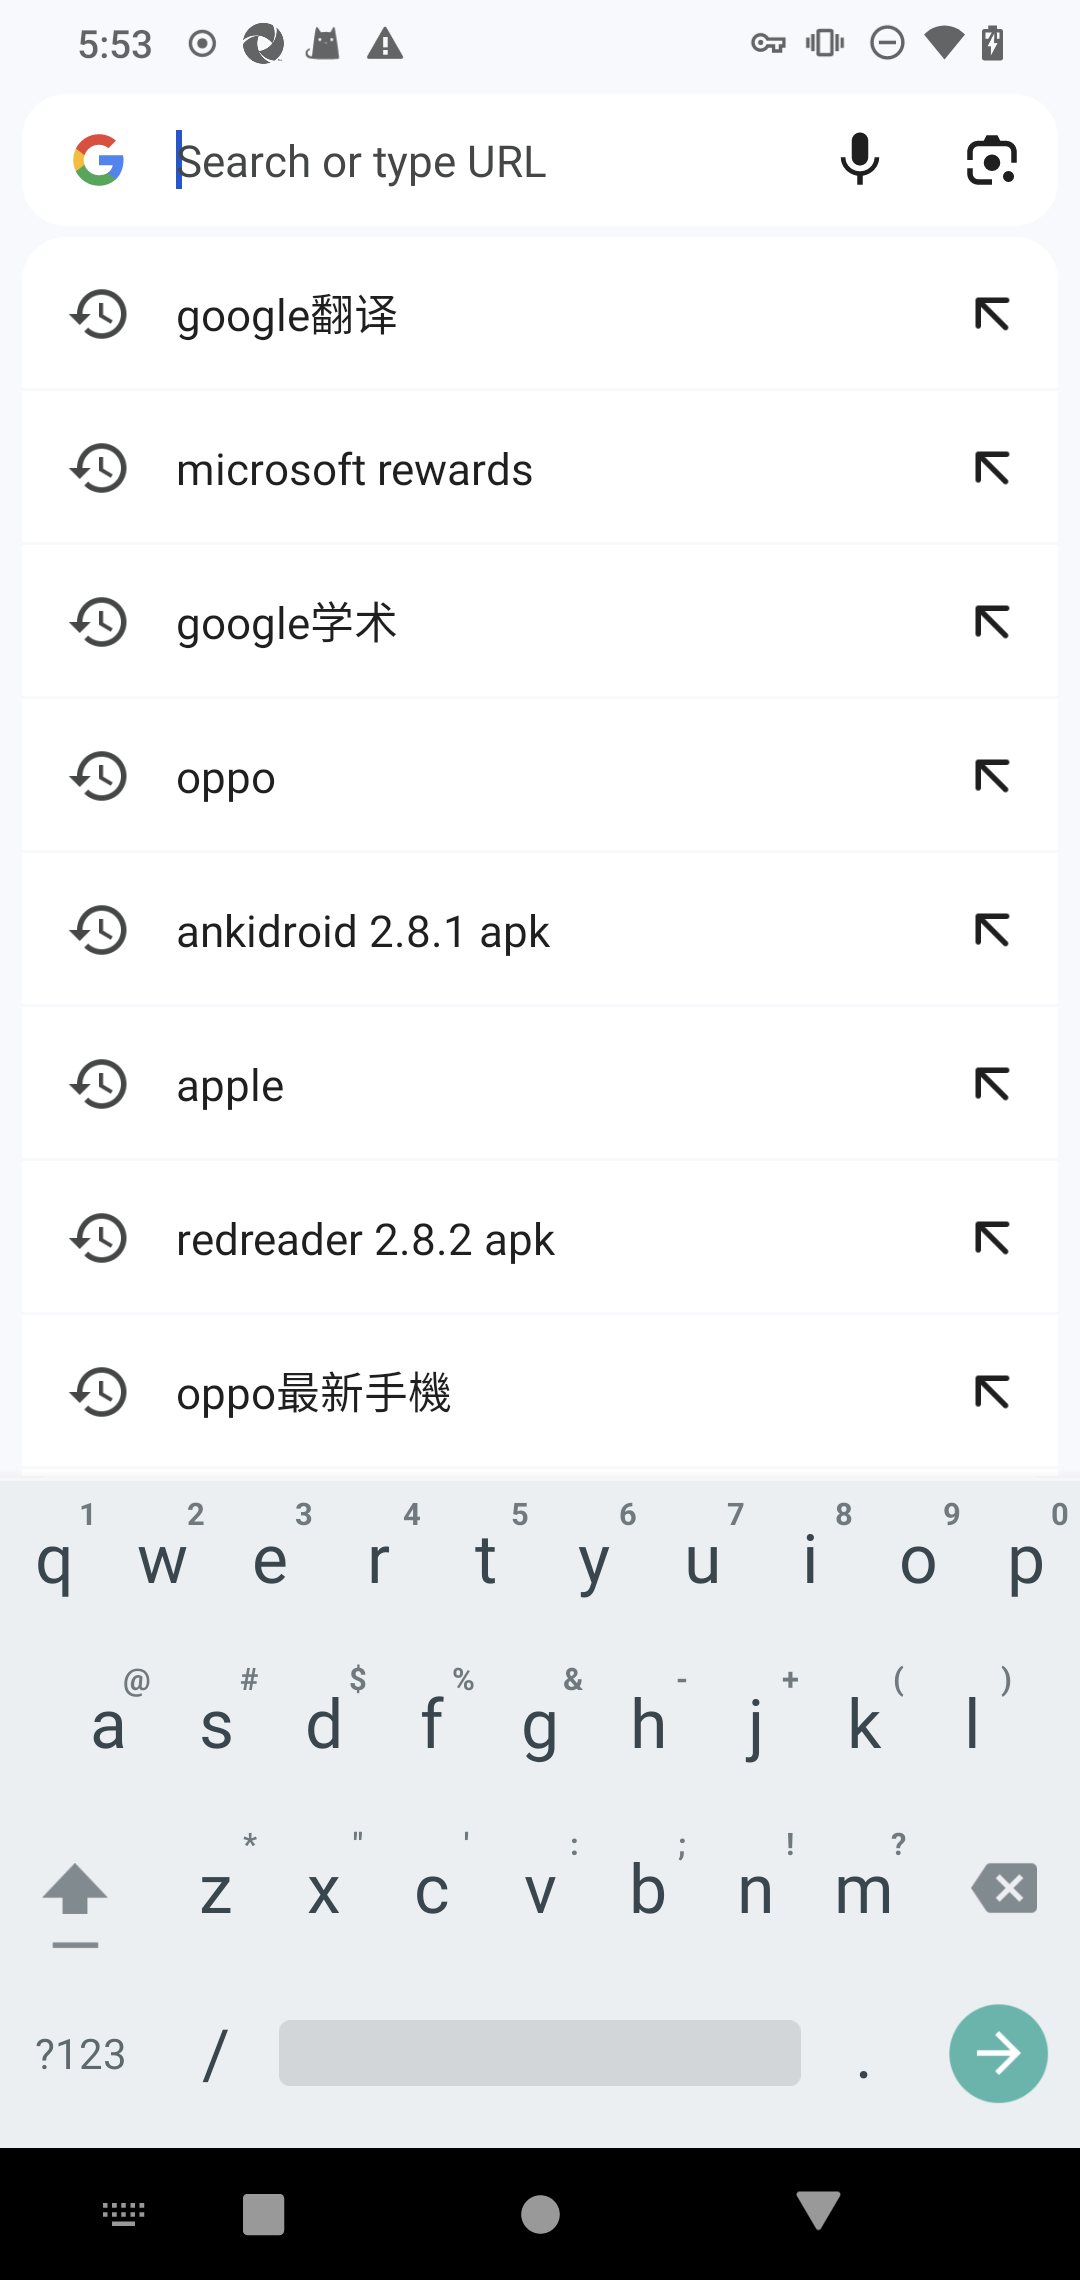 5:53
Search or type URL
google翻译
microsoft rewards
google学术
oppo
ankidroid 2.8.1 apk
apple
redreader 2.8.2 apk
oppo最新手機
1 2 3 4 5 6 7 8 9 0
q w e r t y u i o p
@ # $ % & - + ( )
a s d f g h j k l
* " ' : ; ! ?
z x c v b n m
?123 / .